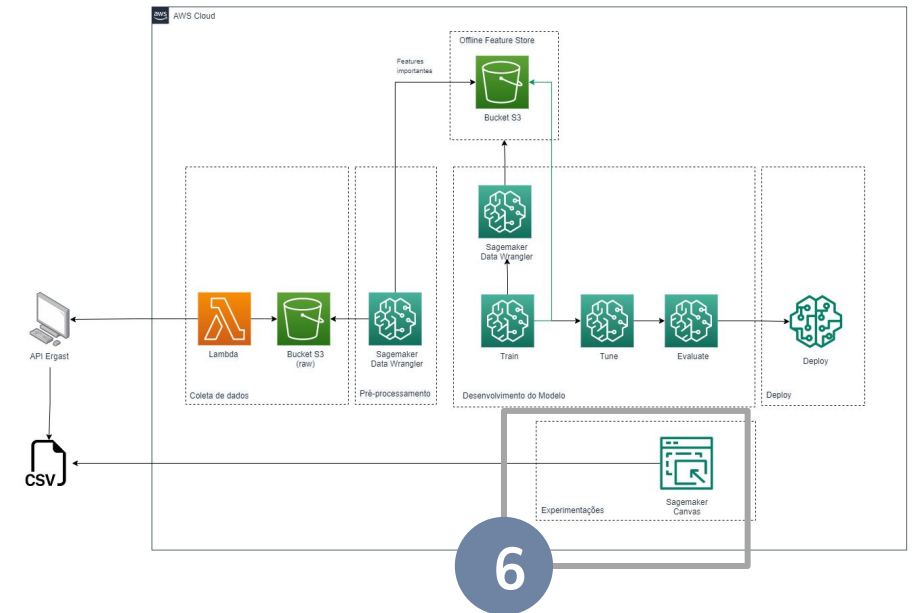 aws
AWS Cloud
Offline Feature Store
Features
importantes
Bucket S3
Sagemaker
Data Wrangler
API Ergast
Lambda
Bucket S3
(raw)
Sagemaker
Data Wrangler
Train
Tune
Evaluate
Deploy
Coleta de dados
Pré-processamento
Desenvolvimento do Modelo
Deploy
CSV
Sagemaker
Canvas
Experimentações
6